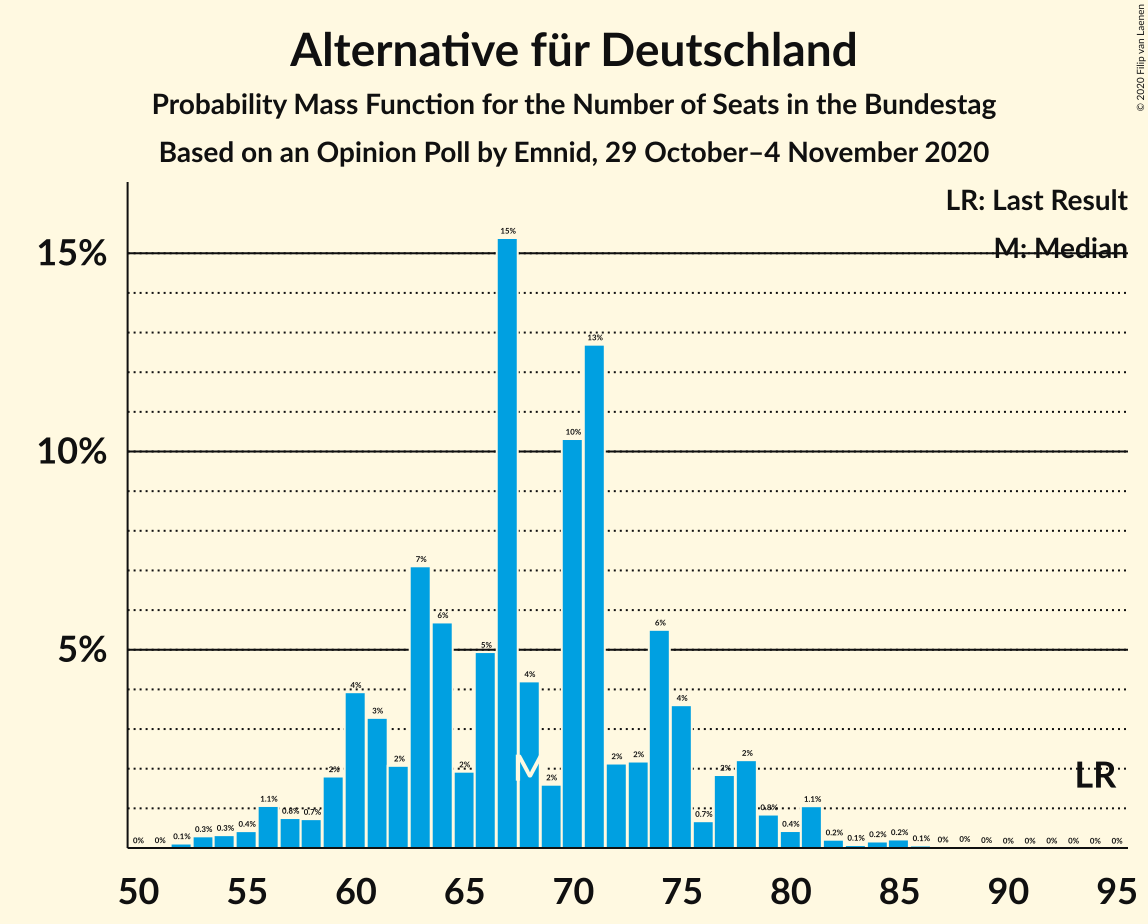 Alternative für Deutschland
Probability Mass Function for the Number of Seats in the Bundestag
Based on an Opinion Poll by Emnid, 29 October–4 November 2020
© 2020 Filip van Laenen
LR: Last Result
M: Median
15%
10%
5%
0% 0% 0.1% 0.3% 0.3% 0.4% 1.1% 0.8% 0.7% 2% 4% 3% 2% 7% 6% 2% 5% 15% 4% 2% 10% 13% 2% 2% 6% 4% 0.7% 2% 2% 0.8% 0.4% 1.1% 0.2% 0.1% 0.2% 0.2% 0.1% 0% 0% 0% 0% 0% 0% 0% 0% 0%
M
LR
50 55 60 65 70 75 80 85 90 95